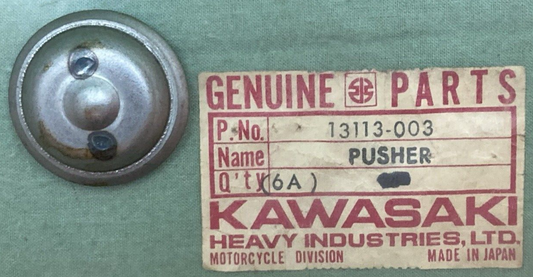 GENUINE PARTS
P.No. 13113-003
Name PUSHER
Q'ty (6A)
KAWASAKI
HEAVY INDUSTRIES, LTD.
MOTORCYCLE DIVISION MADE IN JAPAN